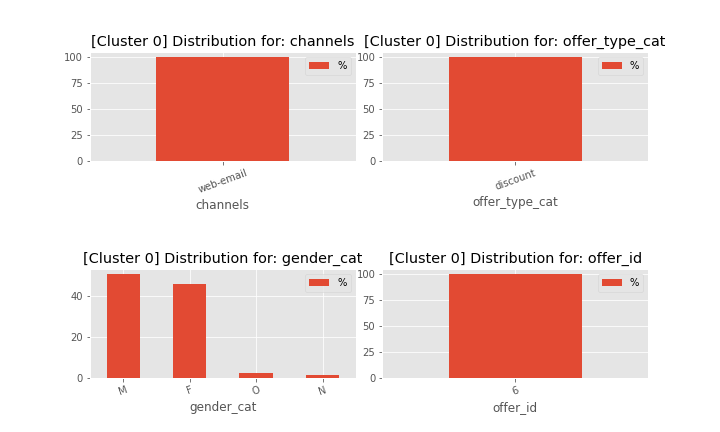 [Cluster 0] Distribution for: channels
100
75
50
25
0
%
web-email
channels
[Cluster 0] Distribution for: offer_type_cat
100
75
50
25
0
%
discount
offer_type_cat
[Cluster 0] Distribution for: gender_cat
40
20
0
%
M F O N
gender_cat
[Cluster 0] Distribution for: offer_id
100
75
50
25
0
%
6
offer_id